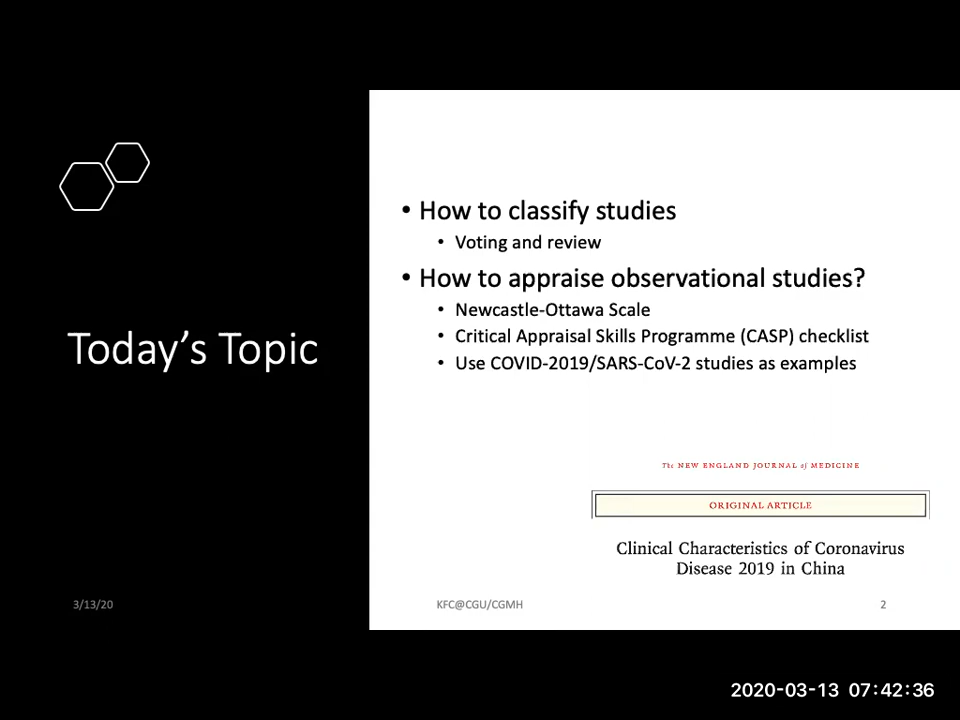 Today’s Topic
• How to classify studies
• Voting and review
• How to appraise observational studies?
• Newcastle-Ottawa Scale
• Critical Appraisal Skills Programme (CASP) checklist
• Use COVID-2019/SARS-CoV-2 studies as examples
The NEW ENGLAND JOURNAL of MEDICINE
ORIGINAL ARTICLE
Clinical Characteristics of Coronavirus
Disease 2019 in China
3/13/20
KFC@CGU/CGMH
2
2020-03-13 07:42:36